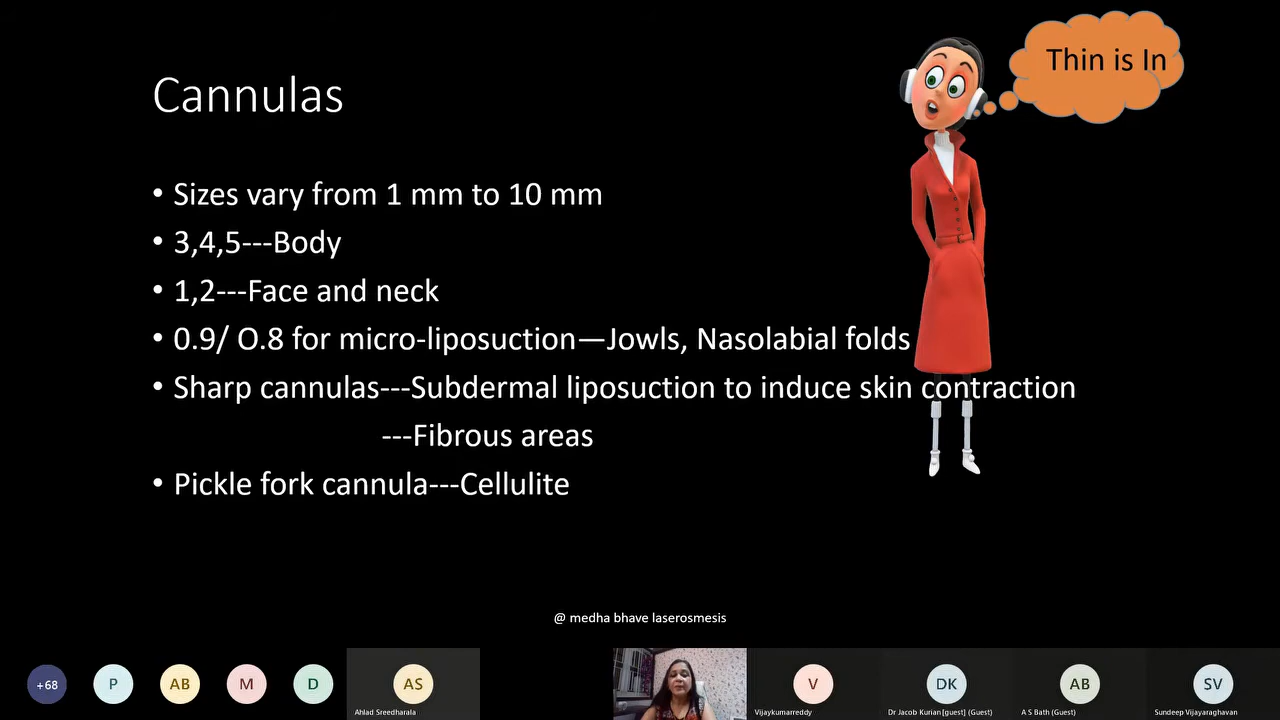 Thin is In
Cannulas
• Sizes vary from 1 mm to 10 mm
• 3,4,5---Body
• 1,2---Face and neck
• 0.9/ O.8 for micro-liposuction—Jowls, Nasolabial folds
• Sharp cannulas---Subdermal liposuction to induce skin contraction
---Fibrous areas
• Pickle fork cannula---Cellulite
@ medha bhave laserosmesis
+68 P AB M D AS V DK AB SV
Ahlad Sreedharala Vijaykumarreddy Dr Jacob Kurian[guest] (Guest) A S Bath (Guest) Sundeep Vijayaraghavan